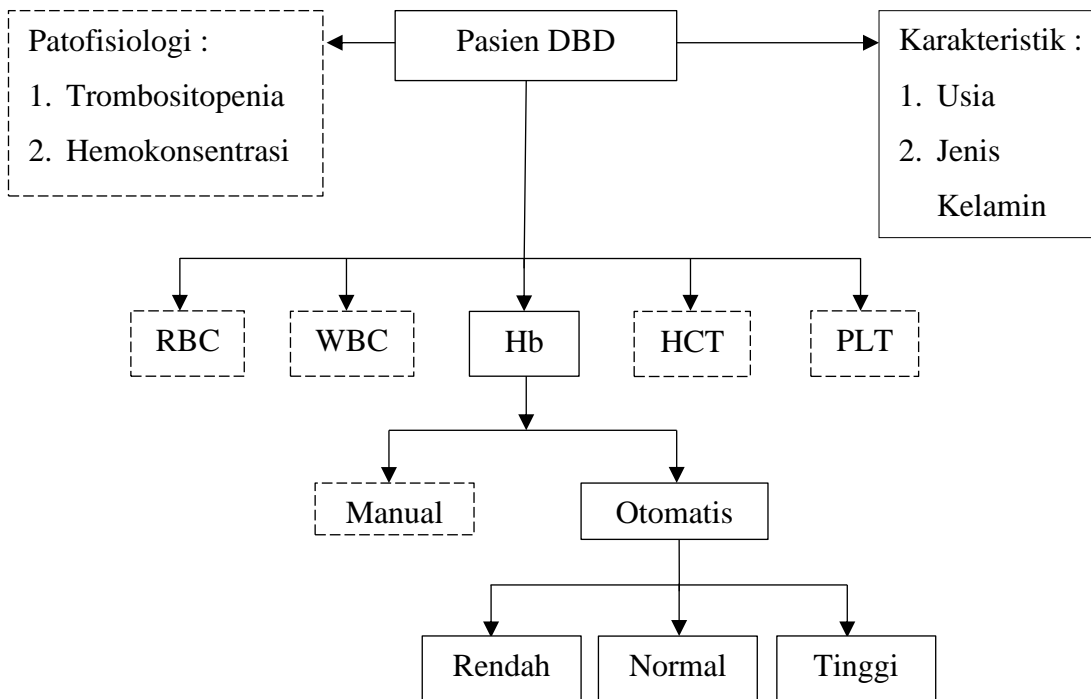 Patofisiologi :
1. Trombositopenia
2. Hemokonsentrasi
Pasien DBD
Karakteristik :
1. Usia
2. Jenis
Kelamin
RBC
WBC
Hb
HCT
PLT
Manual
Otomatis
Rendah
Normal
Tinggi